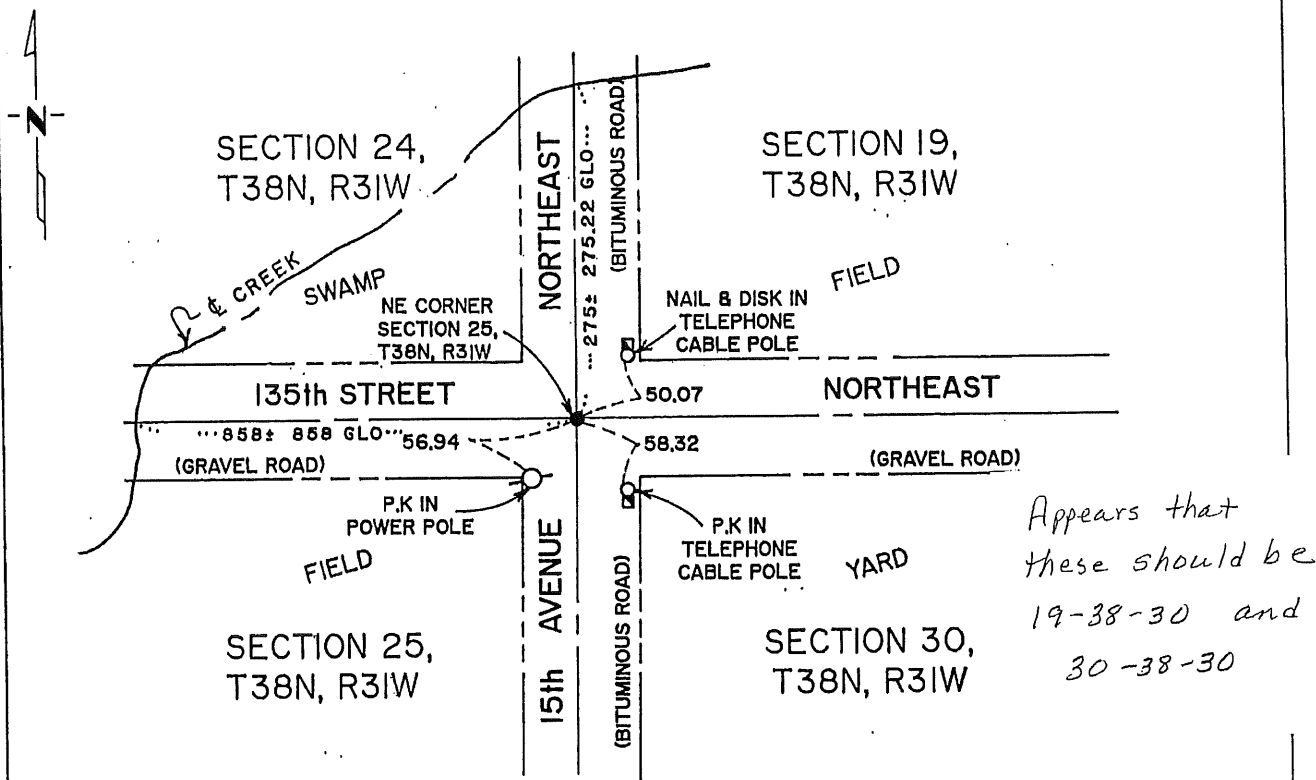 N
SECTION 24,
T38N, R31W
SECTION 19,
T38N, R31W
NORTHEAST
275± 275.22 GLO
(BITUMINOUS ROAD)
¢ CREEK
SWAMP
FIELD
NE CORNER
SECTION 25,
T38N, R31W
NAIL & DISK IN
TELEPHONE
CABLE POLE
135th STREET
50.07
NORTHEAST
858± 858 GLO
56.94
58.32
(GRAVEL ROAD)
(GRAVEL ROAD)
P.K IN
POWER POLE
P.K IN
TELEPHONE
CABLE POLE
FIELD
15th AVENUE
(BITUMINOUS ROAD)
YARD
SECTION 25,
T38N, R31W
SECTION 30,
T38N, R31W
Appears that
these should be
19-38-30 and
30-38-30